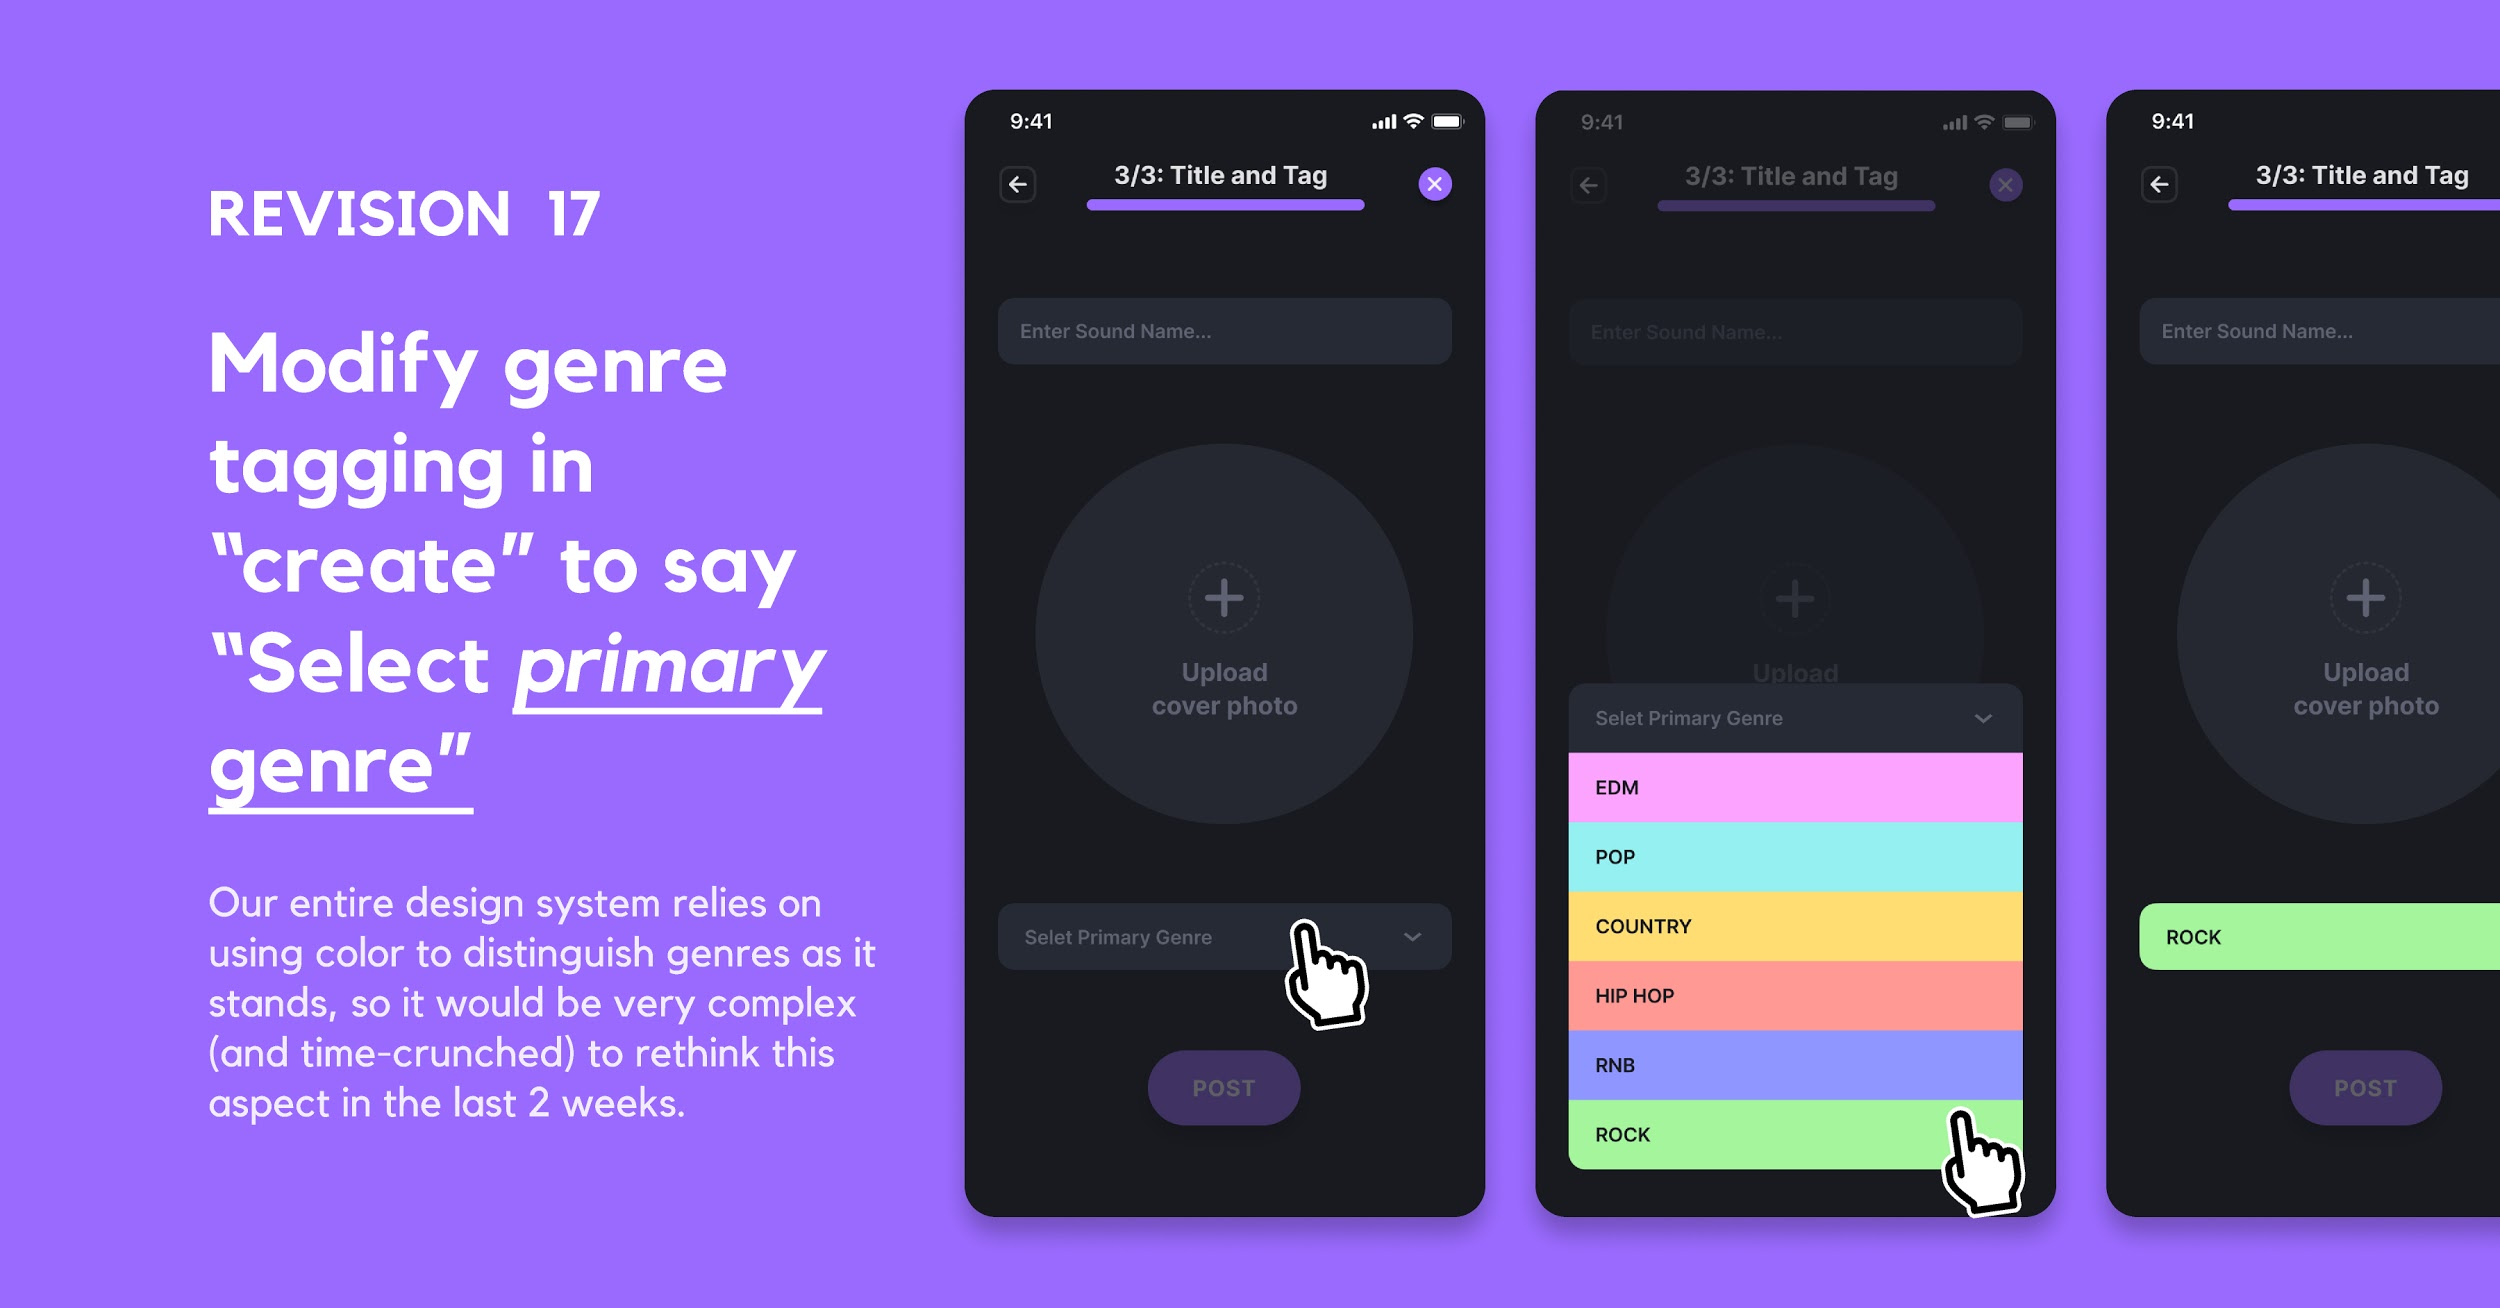 REVISION 17
Modify genre
tagging in
“create” to say
“Select primary
genre”
Our entire design system relies on
using color to distinguish genres as it
stands, so it would be very complex
(and time-crunched) to rethink this
aspect in the last 2 weeks.
9:41
3/3: Title and Tag
Enter Sound Name...
Upload
cover photo
Selet Primary Genre
POST
9:41
3/3: Title and Tag
Enter Sound Name...
Upload
Selet Primary Genre
EDM
POP
COUNTRY
HIP HOP
RNB
ROCK
9:41
3/3: Title and Tag
Enter Sound Name...
Upload
cover photo
ROCK
POST